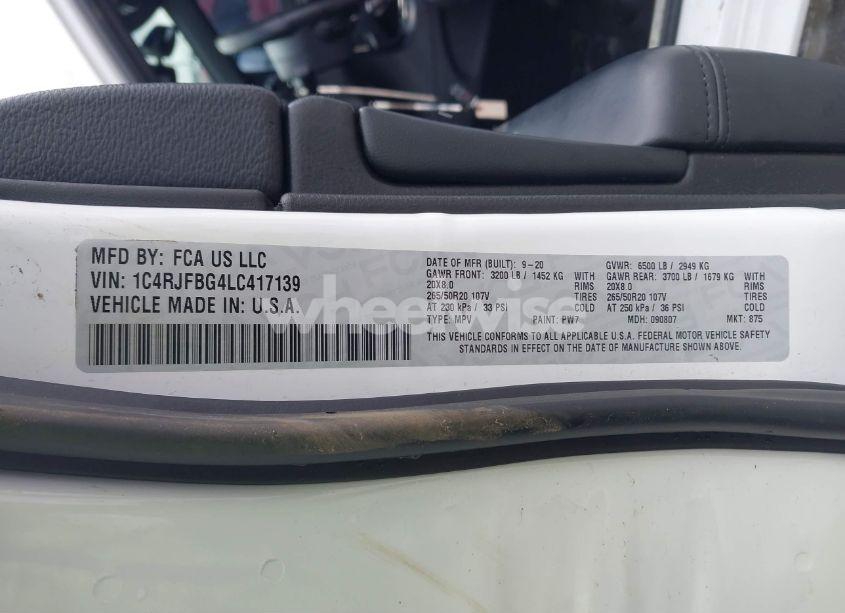 MFD BY: FCA US LLC
VIN: 1C4RJFBG4LC417139
VEHICLE MADE IN: U.S.A.
DATE OF MFR (BUILT): 9-20 GVWR: 6500 LB / 2949 KG
GAWR FRONT: 3200 LB / 1452 KG WITH GAWR REAR: 3700 LB / 1679 KG WITH
20X8.0 RIMS 20X8.0 RIMS
265/50R20 107V TIRES 265/50R20 107V TIRES
AT 230 kPa / 33 PSI COLD AT 250 kPa / 36 PSI COLD
TYPE: MPV PAINT: PW7 MDH: 090807 MKT: 875
THIS VEHICLE CONFORMS TO ALL APPLICABLE U.S.A. FEDERAL MOTOR VEHICLE SAFETY
STANDARDS IN EFFECT ON THE DATE OF MANUFACTURE SHOWN ABOVE.
wheelwise